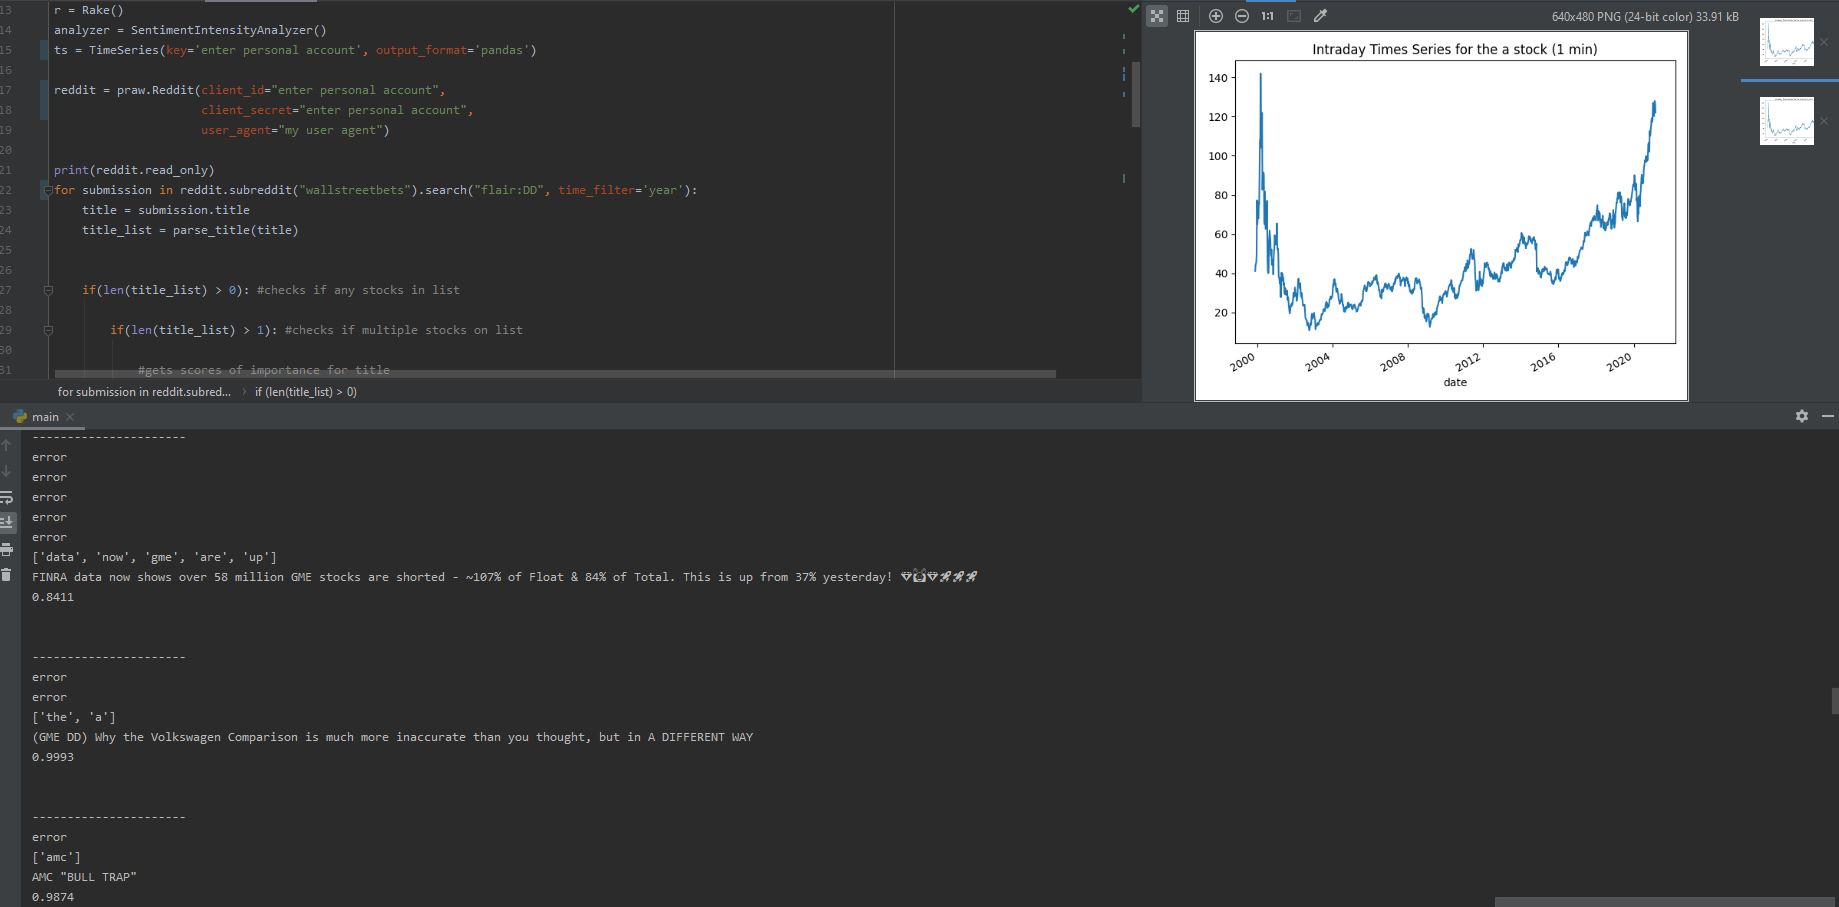 13 r = Rake()
14 analyzer = SentimentIntensityAnalyzer()
15 ts = TimeSeries(key='enter personal account', output_format='pandas')
16
17 reddit = praw.Reddit(client_id="enter personal account",
18 client_secret="enter personal account",
19 user_agent="my user agent")
20
21 print(reddit.read_only)
22 for submission in reddit.subreddit("wallstreetbets").search("flair:DD", time_filter='year'):
23 title = submission.title
24 title_list = parse_title(title)
25
26
27 if(len(title_list) > 0): #checks if any stocks in list
28
29 if(len(title_list) > 1): #checks if multiple stocks on list
30
31 #gets scores of importance for title
for submission in reddit.subred... › if (len(title_list) > 0)
1:1
640x480 PNG (24-bit color) 33.91 kB
Intraday Times Series for the a stock (1 min)
140
120
100
80
60
40
20
2000 2004 2008 2012 2016 2020
date
main
-----------------------
error
error
error
error
error
['data', 'now', 'gme', 'are', 'up']
FINRA data now shows over 58 million GME stocks are shorted - ~107% of Float & 84% of Total. This is up from 37% yesterday! 💎🙌💎🚀🚀🚀
0.8411
-----------------------
error
error
['the', 'a']
(GME DD) Why the Volkswagen Comparison is much more inaccurate than you thought, but in A DIFFERENT WAY
0.9993
-----------------------
error
['amc']
AMC "BULL TRAP"
0.9874